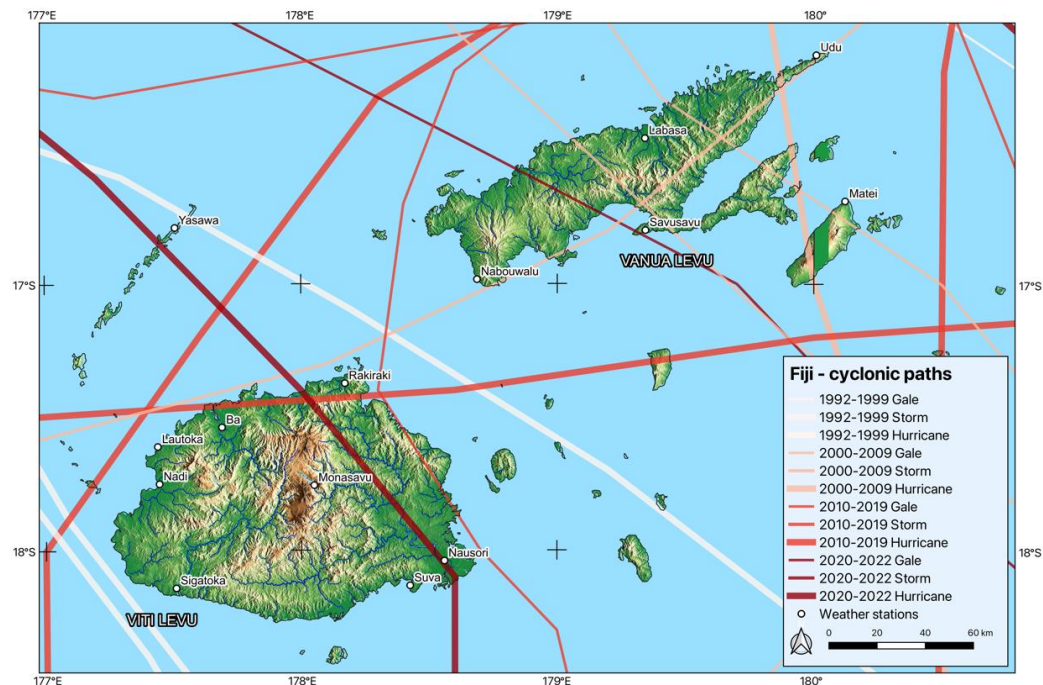 177°E 178°E 179°E 180°
Udu
Labasa
Yasawa
Matei
Savusavu
VANUA LEVU
17°S Nabouwalu 17°S
Rakiraki
Ba
Lautoka
Nadi
Monasavu
18°S Nausori 18°S
Sigatoka Suva
VITI LEVU
Fiji - cyclonic paths
1992-1999 Gale
1992-1999 Storm
1992-1999 Hurricane
2000-2009 Gale
2000-2009 Storm
2000-2009 Hurricane
2010-2019 Gale
2010-2019 Storm
2010-2019 Hurricane
2020-2022 Gale
2020-2022 Storm
2020-2022 Hurricane
Weather stations
0 20 40 60 km
177°E 178°E 179°E 180°